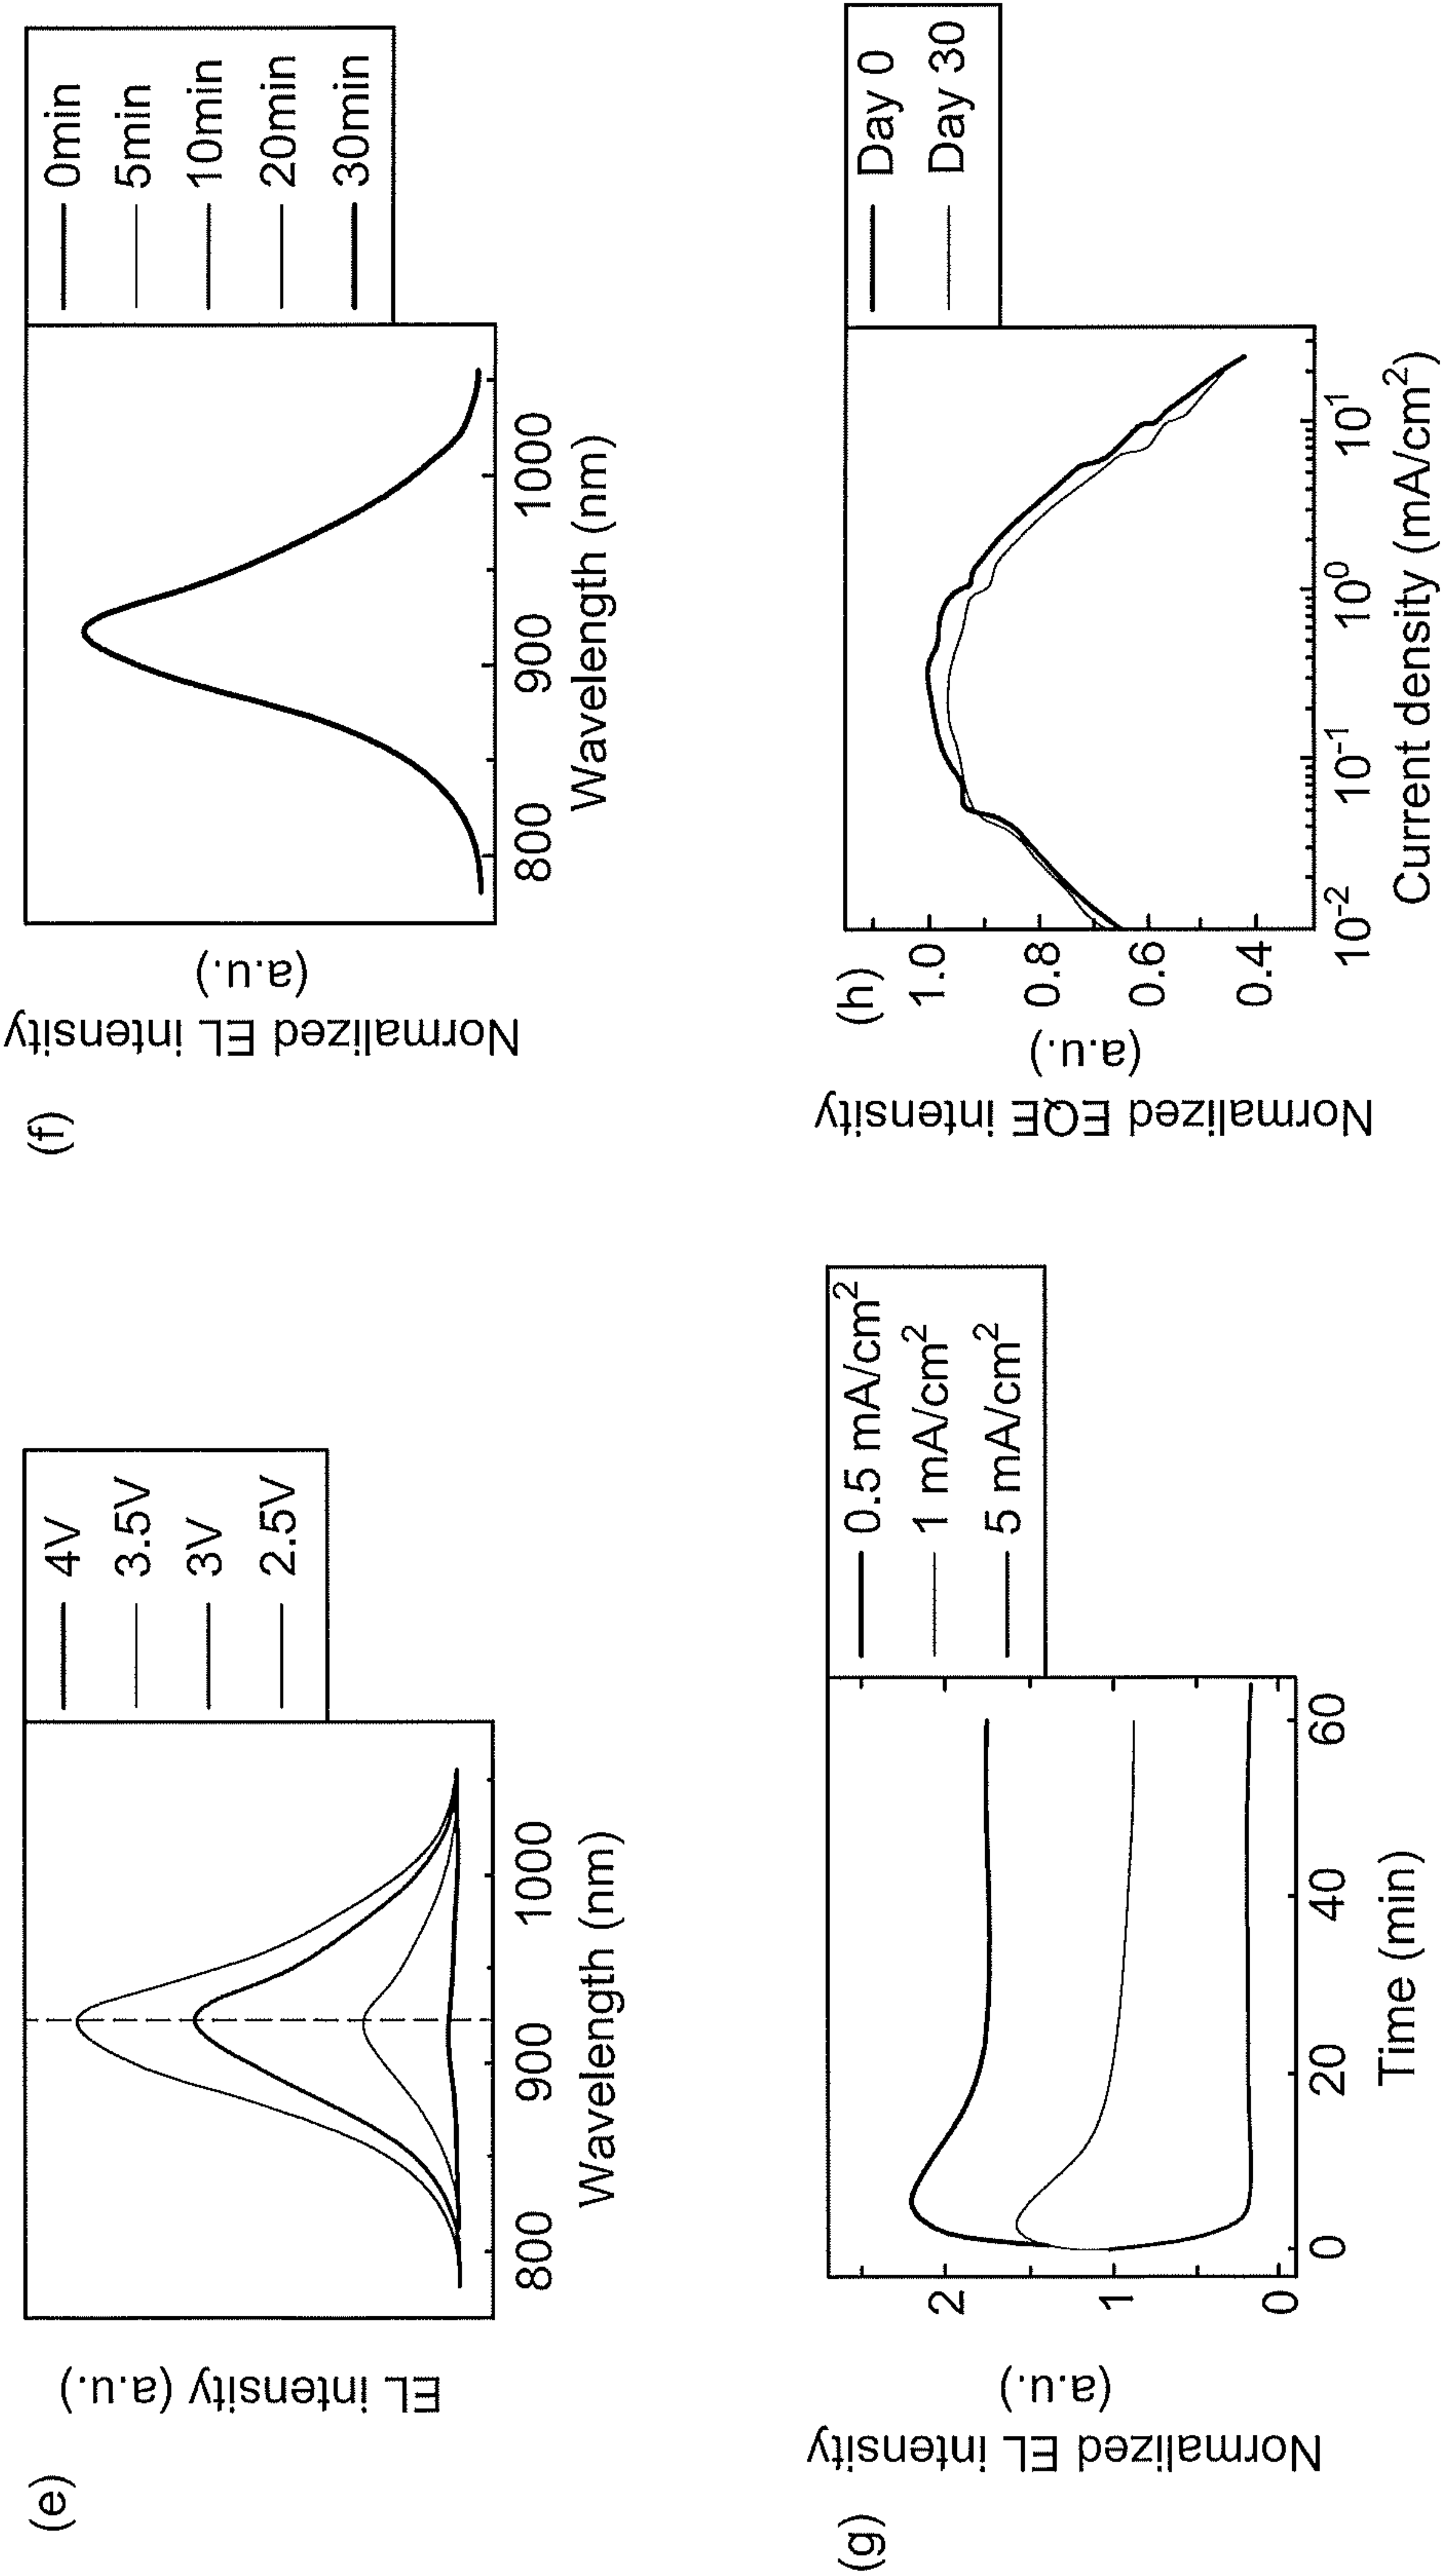 (e)
EL intensity (a.u.)
800
900
1000
Wavelength (nm)
4V
3.5V
3V
2.5V
(f)
Normalized EL intensity
(a.u.)
800
900
1000
Wavelength (nm)
0min
5min
10min
20min
30min
(g)
Normalized EL intensity
(a.u.)
2
1
0
0
20
40
60
Time (min)
0.5 mA/cm²
1 mA/cm²
5 mA/cm²
(h)
Normalized EQE intensity
(a.u.)
1.0
0.8
0.6
0.4
10⁻²
10⁻¹
10⁰
10¹
Current density (mA/cm²)
Day 0
Day 30